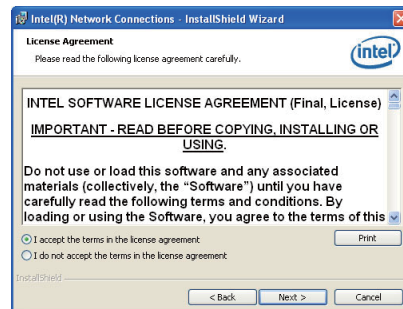 Intel(R) Network Connections - InstallShield Wizard
License Agreement
Please read the following license agreement carefully.
intel
INTEL SOFTWARE LICENSE AGREEMENT (Final, License)
IMPORTANT - READ BEFORE COPYING, INSTALLING OR
USING.
Do not use or load this software and any associated
materials (collectively, the “Software”) until you have
carefully read the following terms and conditions. By
loading or using the Software, you agree to the terms of this
I accept the terms in the license agreement
Print
I do not accept the terms in the license agreement
InstallShield
< Back
Next >
Cancel